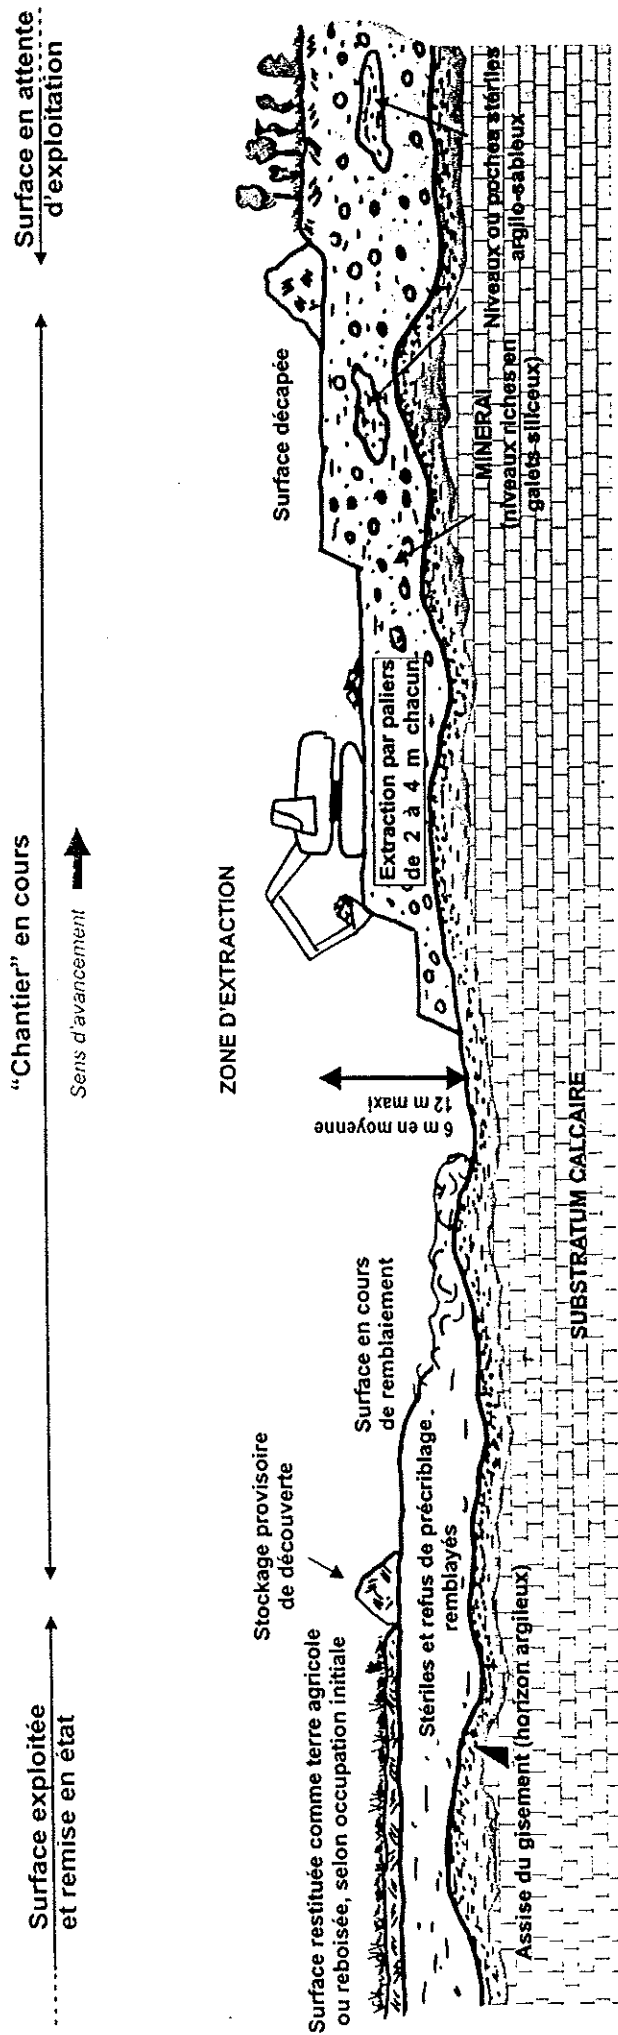 Surface exploitée
et remise en état
"Chantier" en cours
Surface en attente
d'exploitation
Sens d'avancement
ZONE D'EXTRACTION
Surface restituée comme terre agricole
ou reboisée, selon occupation initiale
Stockage provisoire
de découverte
Surface en cours
de remblaiement
6 m en moyenne
12 m maxi
Surface décapée
Extraction par paliers
de 2 à 4 m chacun
Stériles et refus de précriblage
remblayés
Assise du gisement (horizon argileux)
SUBSTRATUM CALCAIRE
MINERAI
(niveaux riches en
galets siliceux)
Niveaux ou poches stériles
argilo-sableux